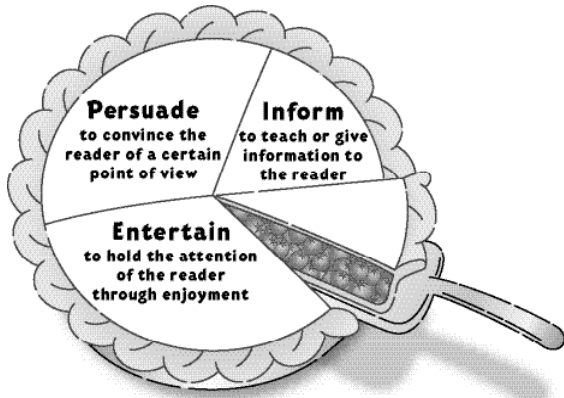 Persuade
to convince the
reader of a certain
point of view
Inform
to teach or give
information to
the reader
Entertain
to hold the attention
of the reader
through enjoyment